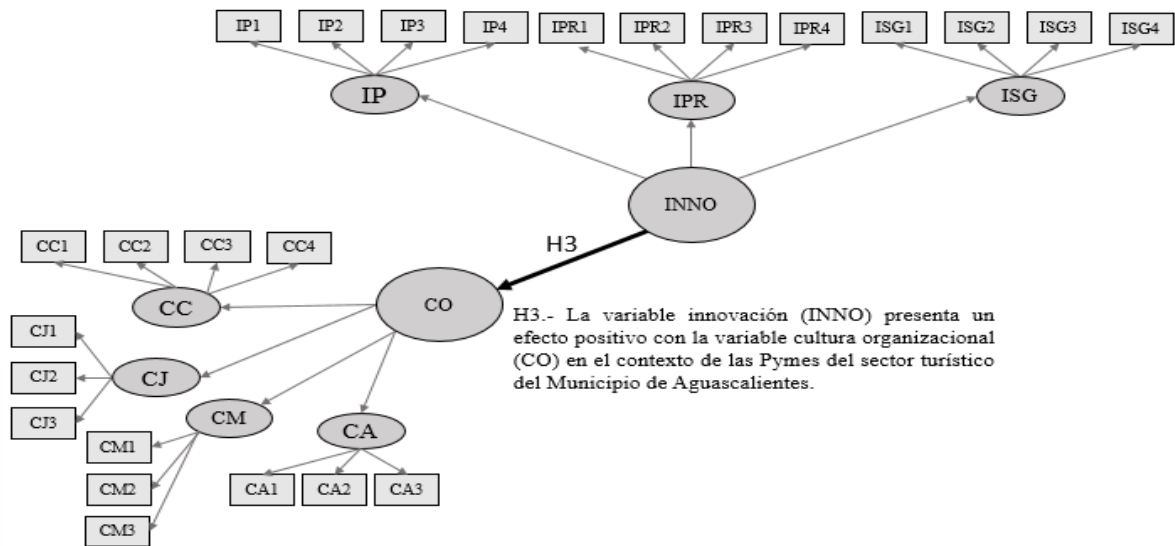 IP1 IP2 IP3 IP4 IPR1 IPR2 IPR3 IPR4 ISG1 ISG2 ISG3 ISG4
IP IPR ISG
INNO
H3
CC1 CC2 CC3 CC4
CC CO
H3.- La variable innovación (INNO) presenta un
efecto positivo con la variable cultura organizacional
(CO) en el contexto de las Pymes del sector turístico
del Municipio de Aguascalientes.
CJ1
CJ2
CJ3
CJ
CM
CA
CM1
CM2
CM3
CA1 CA2 CA3